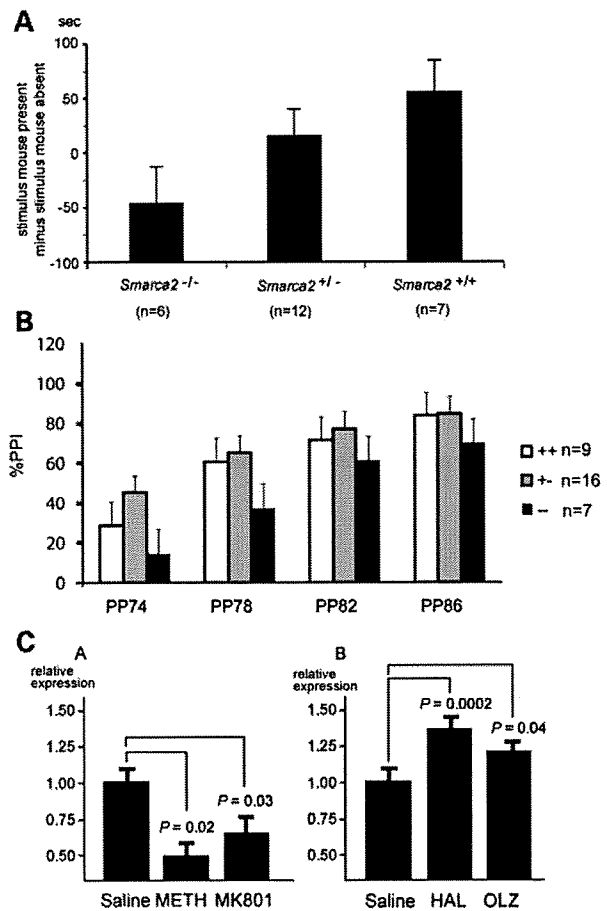 A
sec
stimulus mouse present
minus stimulus mouse absent
100
50
0
-50
-100
Smarca2 -/- Smarca2 +/- Smarca2 +/+
(n=6) (n=12) (n=7)
B
%PPI
120
100
80
60
40
20
0
PP74 PP78 PP82 PP86
++ n=9
+- n=16
-- n=7
C
A
relative
expression
1.50
1.25
1.00
0.75
0.50
P = 0.02
P = 0.03
Saline METH MK801
B
relative
expression
1.50
1.25
1.00
0.75
0.50
P = 0.0002
P = 0.04
Saline HAL OLZ